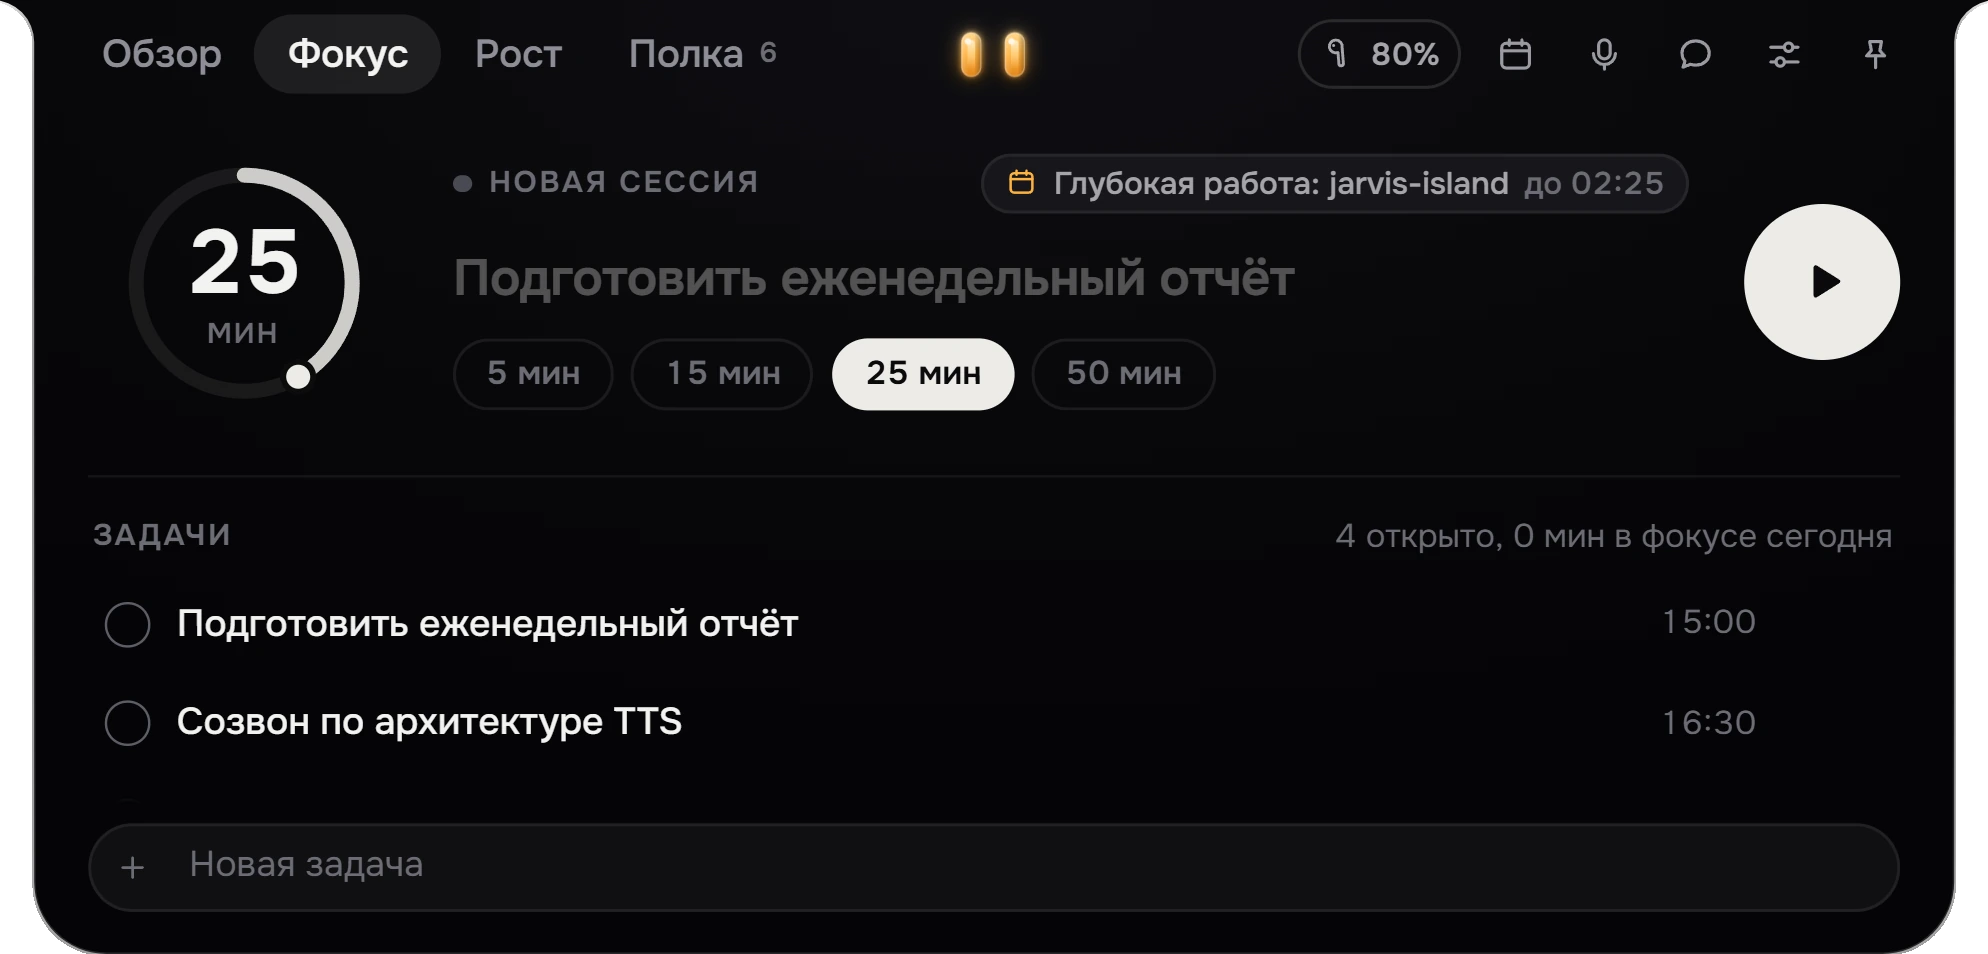 Обзор Фокус Рост Полка 6 80%
НОВАЯ СЕССИЯ Глубокая работа: jarvis-island до 02:25
25
мин
Подготовить еженедельный отчёт
5 мин 15 мин 25 мин 50 мин
ЗАДАЧИ 4 открыто, 0 мин в фокусе сегодня
Подготовить еженедельный отчёт 15:00
Созвон по архитектуре TTS 16:30
+ Новая задача